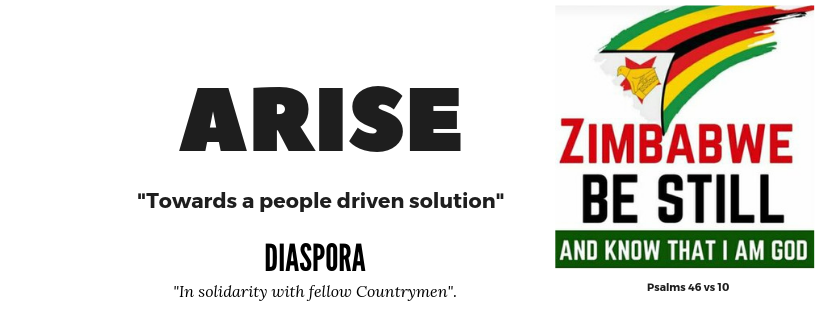 ARISE
"Towards a people driven solution"
DIASPORA
"In solidarity with fellow Countrymen".
ZIMBABWE
BE STILL
AND KNOW THAT I AM GOD
Psalms 46 vs 10